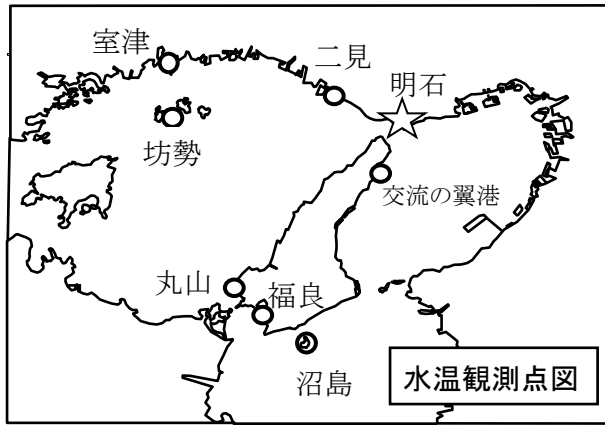 室津
二見
明石
坊勢
交流の翼港
丸山
福良
沼島
水温観測点図